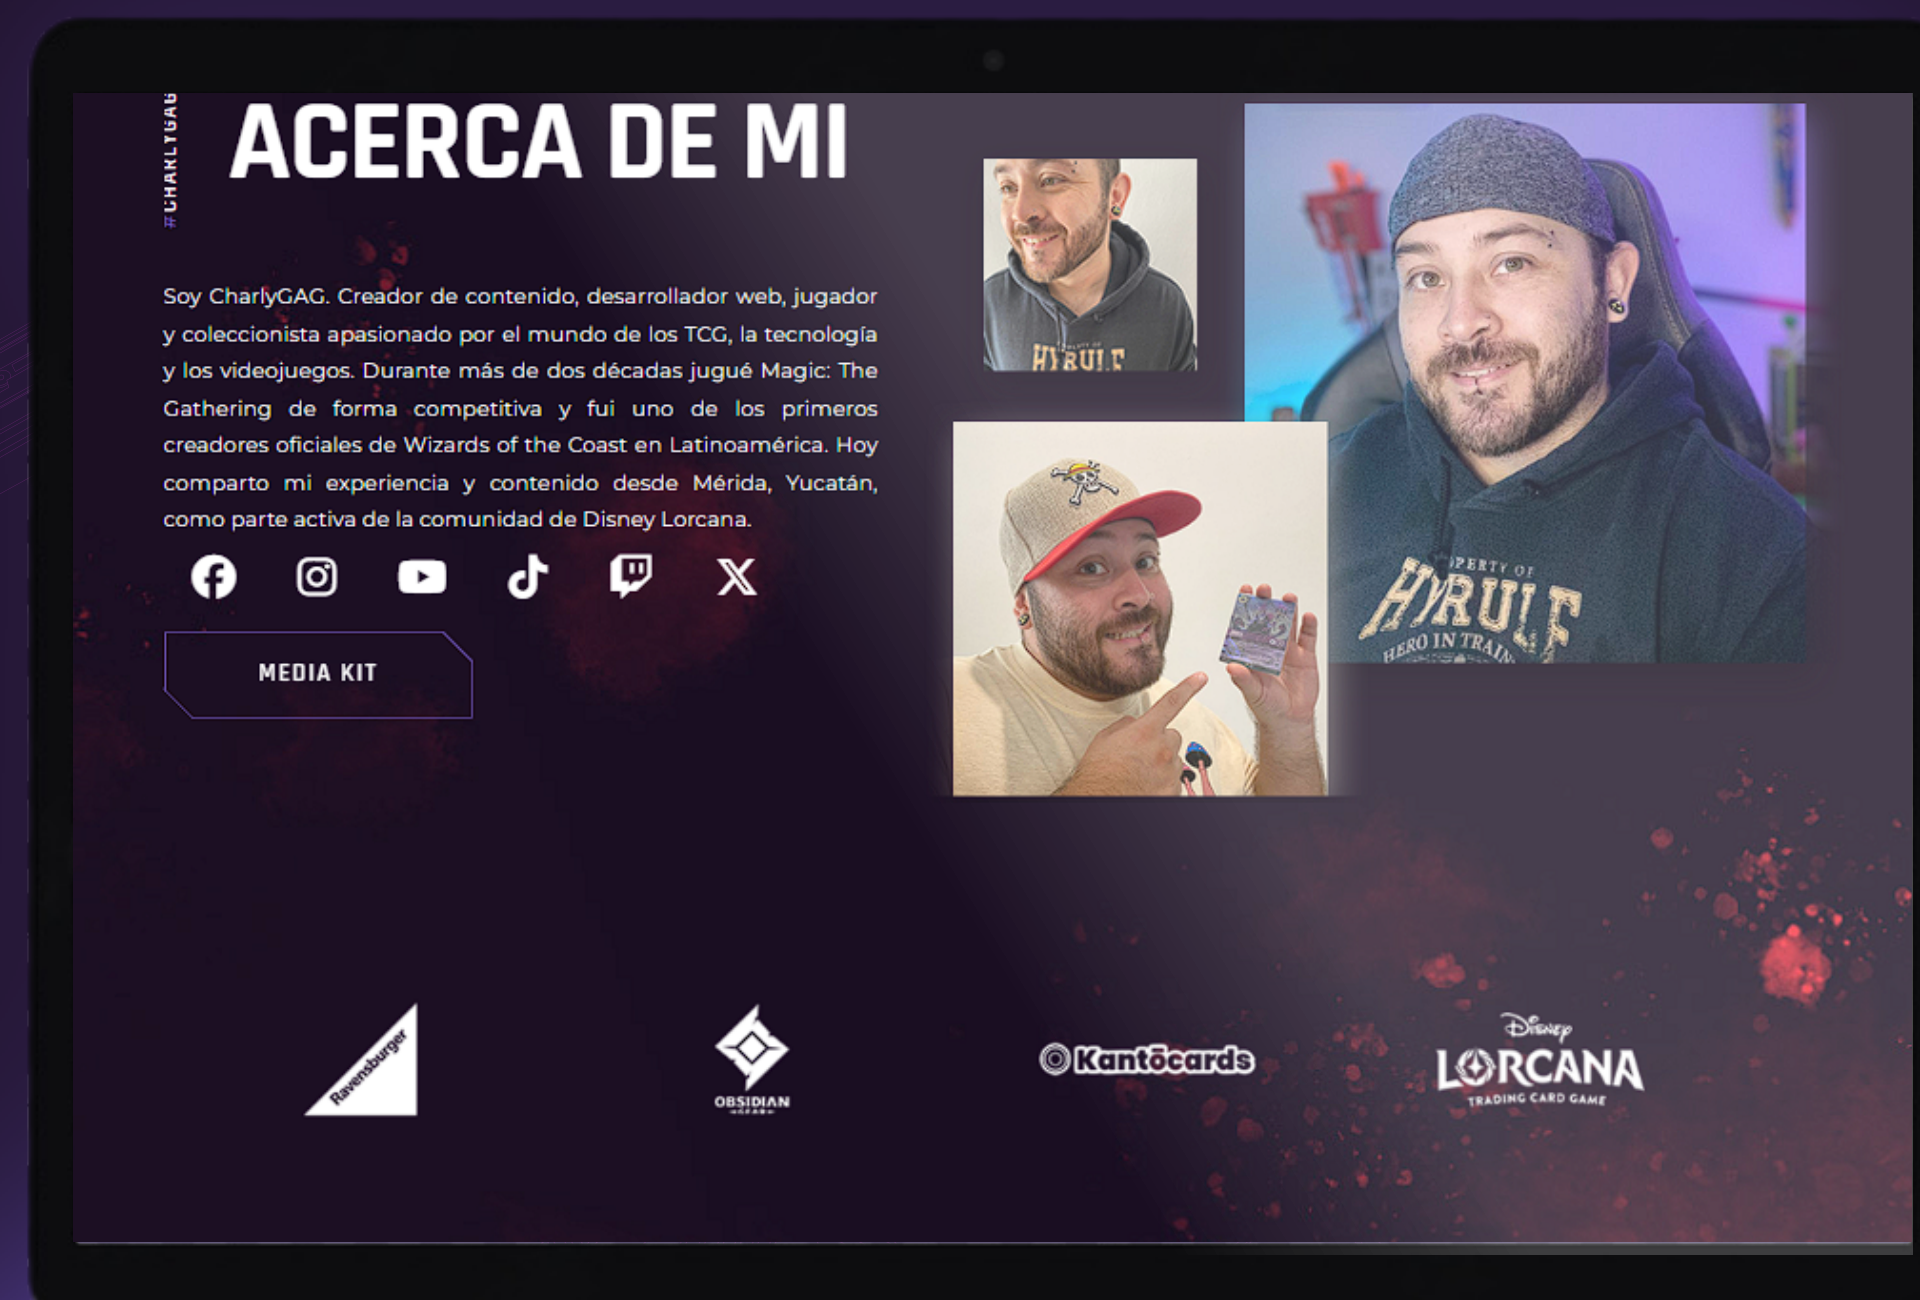 #CHARLYGAG
ACERCA DE MI
Soy CharlyGAG. Creador de contenido, desarrollador web, jugador
y coleccionista apasionado por el mundo de los TCG, la tecnología
y los videojuegos. Durante más de dos décadas jugué Magic: The
Gathering de forma competitiva y fui uno de los primeros
creadores oficiales de Wizards of the Coast en Latinoamérica. Hoy
comparto mi experiencia y contenido desde Mérida, Yucatán,
como parte activa de la comunidad de Disney Lorcana.
MEDIA KIT
HYRULE
PROPERTY OF
HYRULE
HERO IN TRAIN
Ravensburger
OBSIDIAN
GEAR
Kantōcards
Disney
LORCANA
TRADING CARD GAME